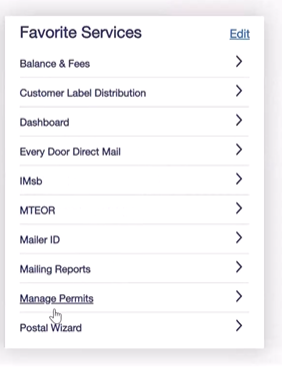 Favorite Services
Edit
Balance & Fees
Customer Label Distribution
Dashboard
Every Door Direct Mail
IMsb
MTEOR
Mailer ID
Mailing Reports
Manage Permits
Postal Wizard